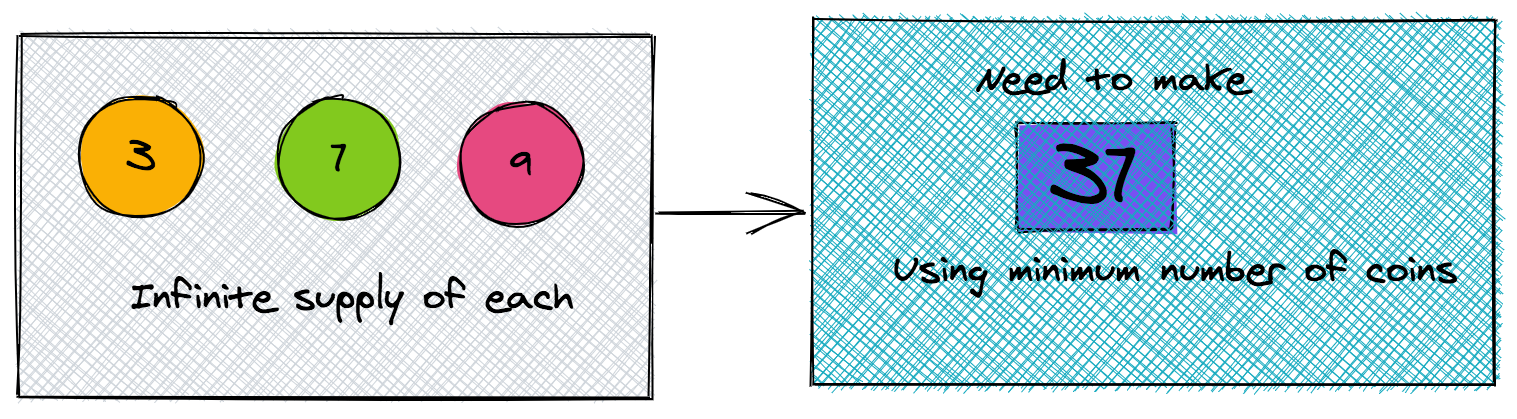 3 7 9
Infinite supply of each
Need to make
37
Using minimum number of coins